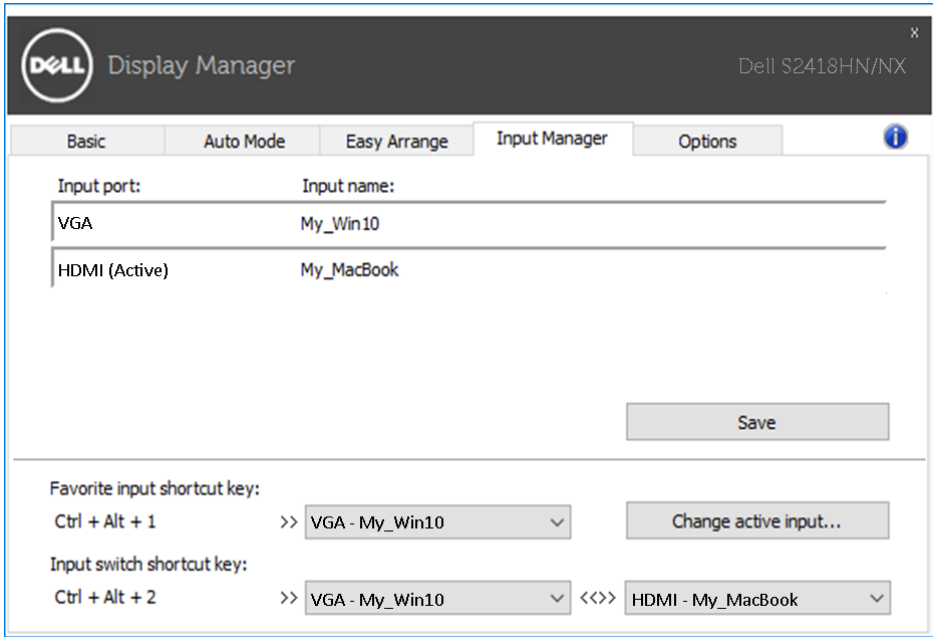 DELL Display Manager
x
Dell S2418HN/NX
Basic Auto Mode Easy Arrange Input Manager Options i
Input port: Input name:
VGA My_Win10
HDMI (Active) My_MacBook
Save
Favorite input shortcut key:
Ctrl + Alt + 1 >> VGA - My_Win10 Change active input...
Input switch shortcut key:
Ctrl + Alt + 2 >> VGA - My_Win10 <<>> HDMI - My_MacBook